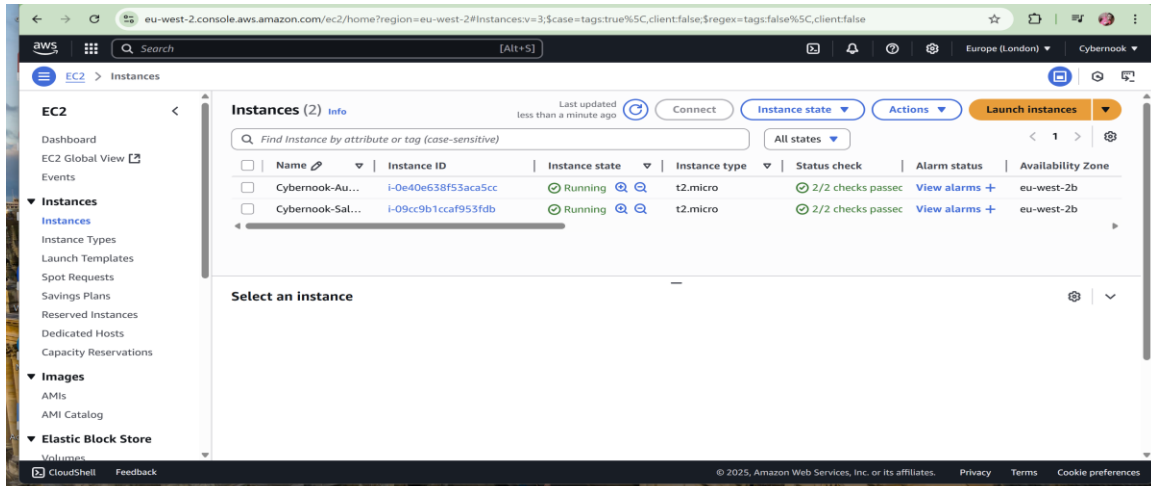 eu-west-2.console.aws.amazon.com/ec2/home?region=eu-west-2#Instances:v=3;$case=tags:true%5C,client:false;$regex=tags:false%5C,client:false
aws
Search
[Alt+S]
Europe (London)
Cybernook
EC2 > Instances
EC2
Dashboard
EC2 Global View
Events
Instances
Instances
Instance Types
Launch Templates
Spot Requests
Savings Plans
Reserved Instances
Dedicated Hosts
Capacity Reservations
Images
AMIs
AMI Catalog
Elastic Block Store
Volumes
Instances (2) Info
Last updated
less than a minute ago
Connect
Instance state
Actions
Launch instances
Find Instance by attribute or tag (case-sensitive)
All states
1
Name Instance ID Instance state Instance type Status check Alarm status Availability Zone
Cybernook-Au... i-0e40e638f53aca5cc Running t2.micro 2/2 checks passec View alarms + eu-west-2b
Cybernook-Sal... i-09cc9b1ccaf953fdb Running t2.micro 2/2 checks passec View alarms + eu-west-2b
Select an instance
CloudShell Feedback
© 2025, Amazon Web Services, Inc. or its affiliates. Privacy Terms Cookie preferences